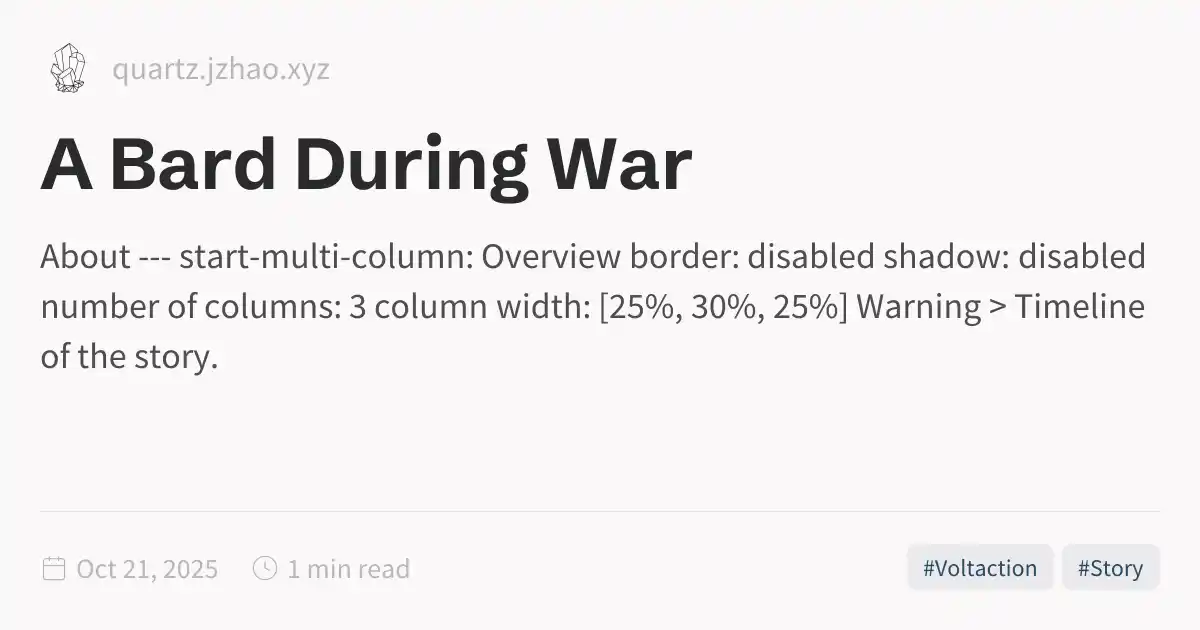 quartz.jzhao.xyz
A Bard During War
About --- start-multi-column: Overview border: disabled shadow: disabled
number of columns: 3 column width: [25%, 30%, 25%] Warning > Timeline
of the story.
Oct 21, 2025 1 min read #Voltaction #Story